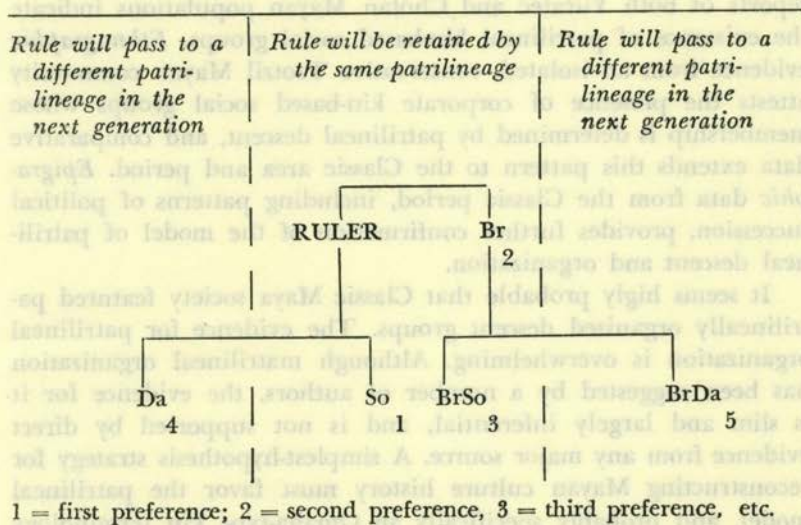 Rule will pass to a
different patri-
lineage in the
next generation
Rule will be retained by
the same patrilineage
Rule will pass to a
different patri-
lineage in the
next generation
RULER Br
2
Da So BrSo BrDa
4 1 3 5
1 = first preference; 2 = second preference, 3 = third preference, etc.